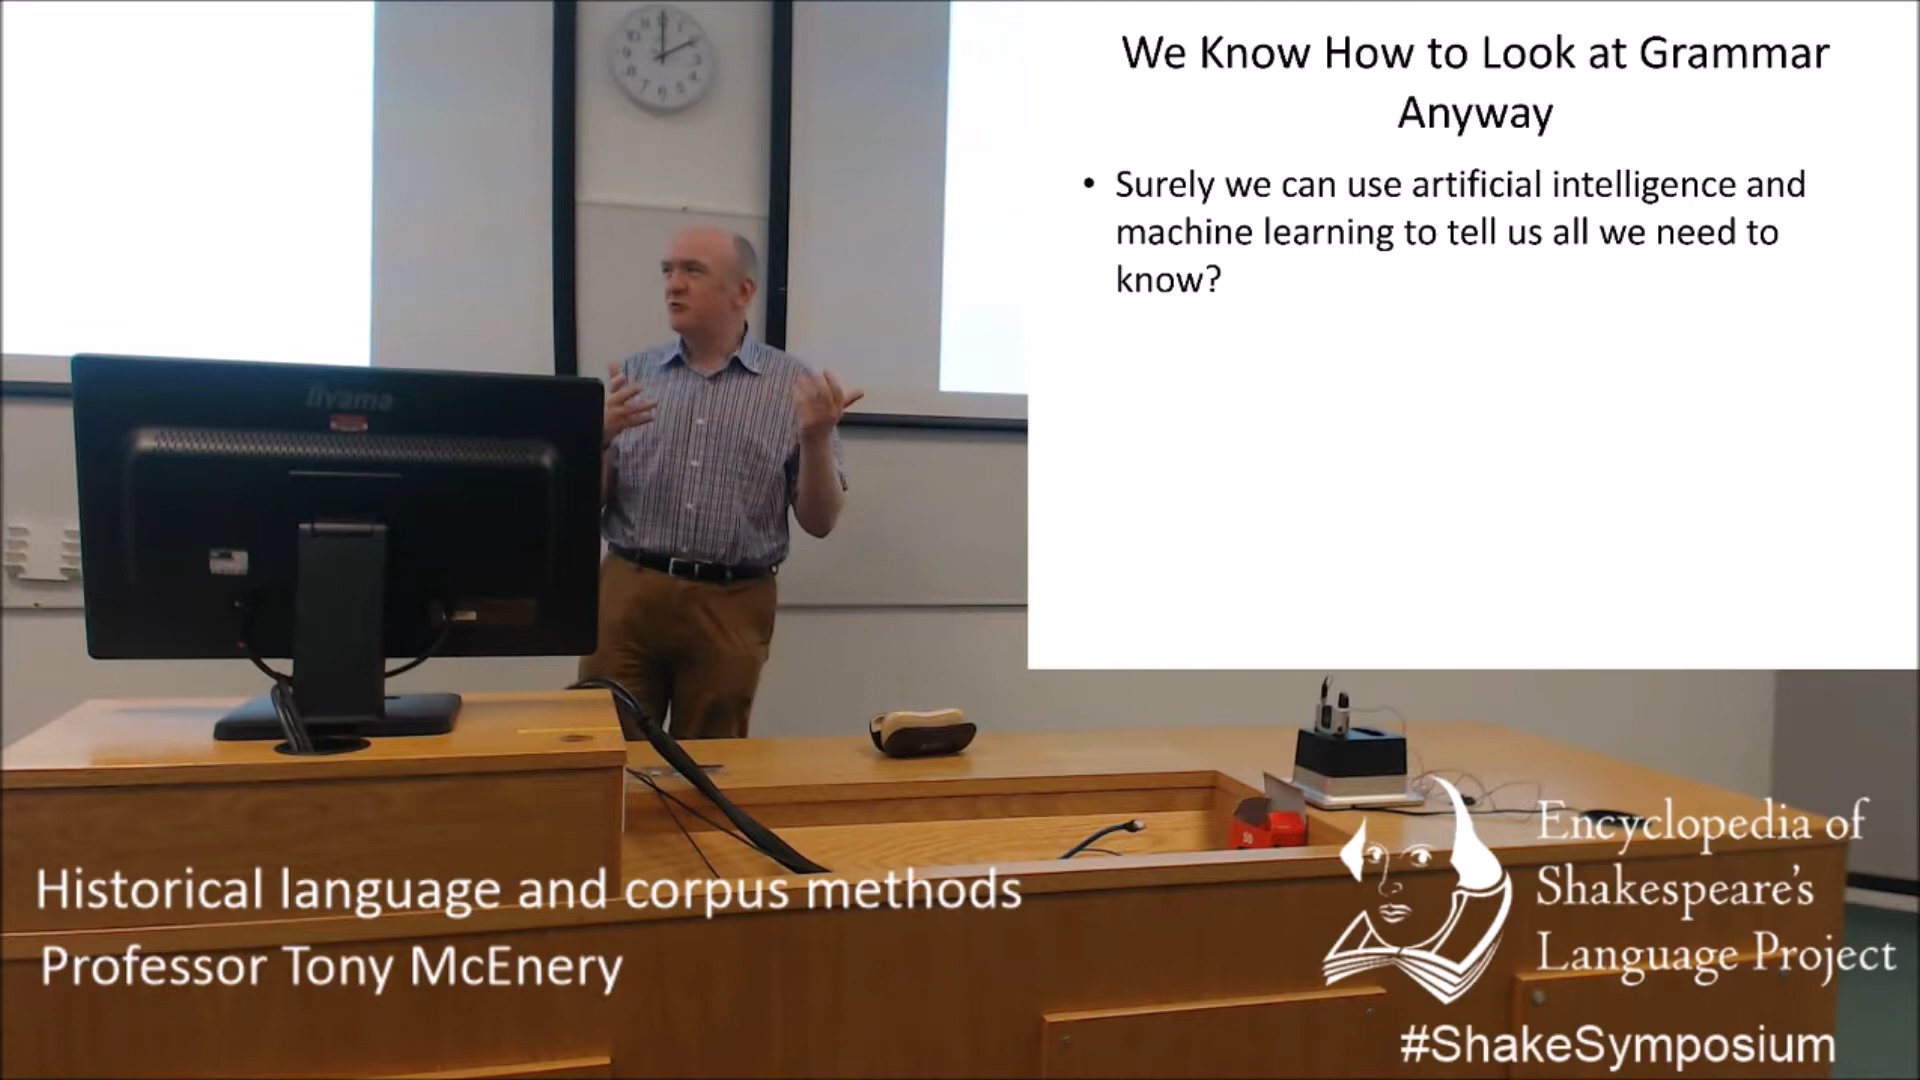 We Know How to Look at Grammar
Anyway
• Surely we can use artificial intelligence and
machine learning to tell us all we need to
know?
iiyama
Historical language and corpus methods
Professor Tony McEnery
Encyclopedia of
Shakespeare's
Language Project
#ShakeSymposium